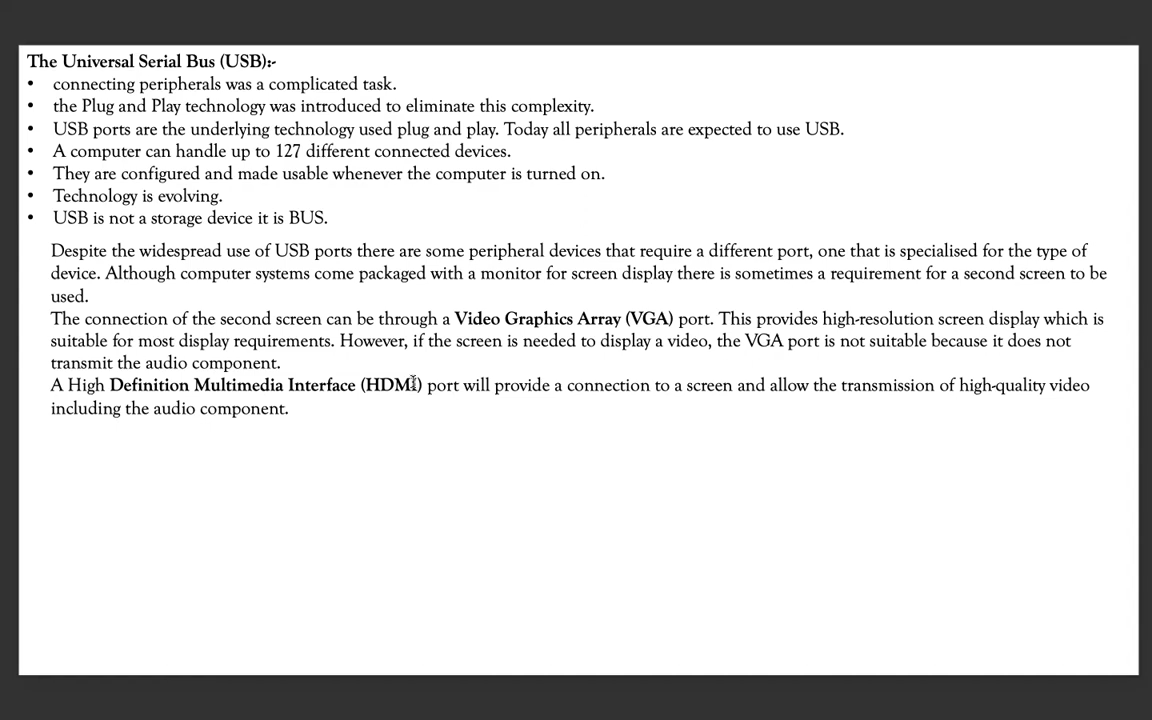 The Universal Serial Bus (USB):-
• connecting peripherals was a complicated task.
• the Plug and Play technology was introduced to eliminate this complexity.
• USB ports are the underlying technology used plug and play. Today all peripherals are expected to use USB.
• A computer can handle up to 127 different connected devices.
• They are configured and made usable whenever the computer is turned on.
• Technology is evolving.
• USB is not a storage device it is BUS.
Despite the widespread use of USB ports there are some peripheral devices that require a different port, one that is specialised for the type of
device. Although computer systems come packaged with a monitor for screen display there is sometimes a requirement for a second screen to be
used.
The connection of the second screen can be through a Video Graphics Array (VGA) port. This provides high-resolution screen display which is
suitable for most display requirements. However, if the screen is needed to display a video, the VGA port is not suitable because it does not
transmit the audio component.
A High Definition Multimedia Interface (HDMI) port will provide a connection to a screen and allow the transmission of high-quality video
including the audio component.